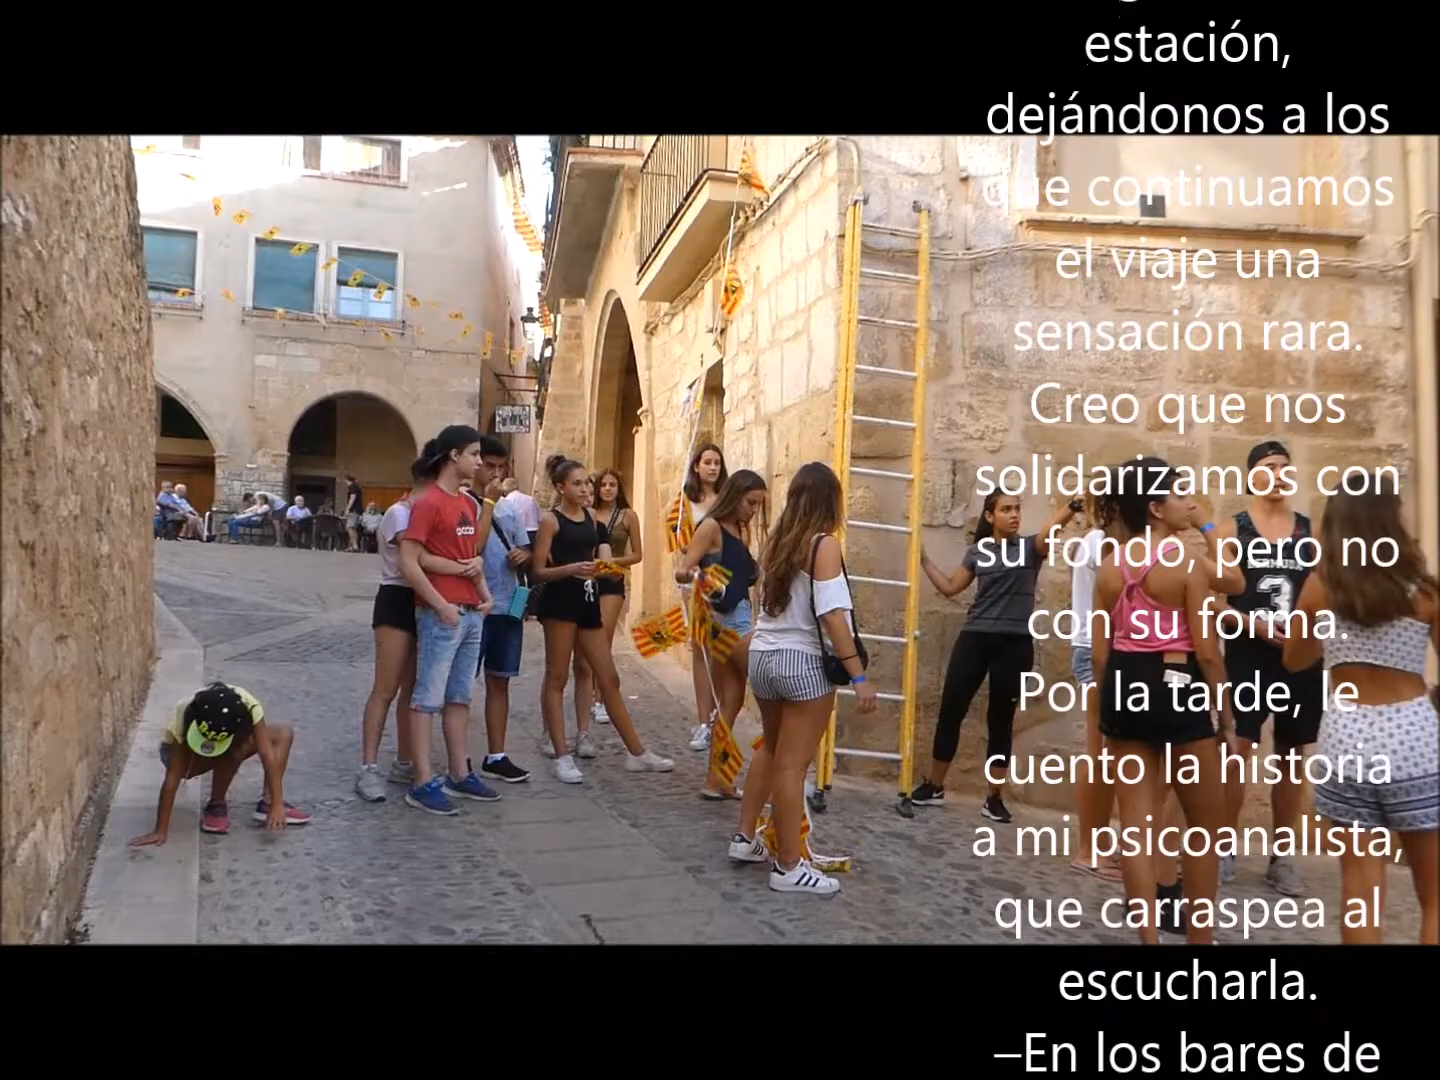 estación,
dejándonos a los
que continuamos
el viaje una
sensación rara.
Creo que nos
solidarizamos con
su fondo, pero no
con su forma.
Por la tarde, le
cuento la historia
a mi psicoanalista,
que carraspea al
escucharla.
–En los bares de
BERMUDA
3